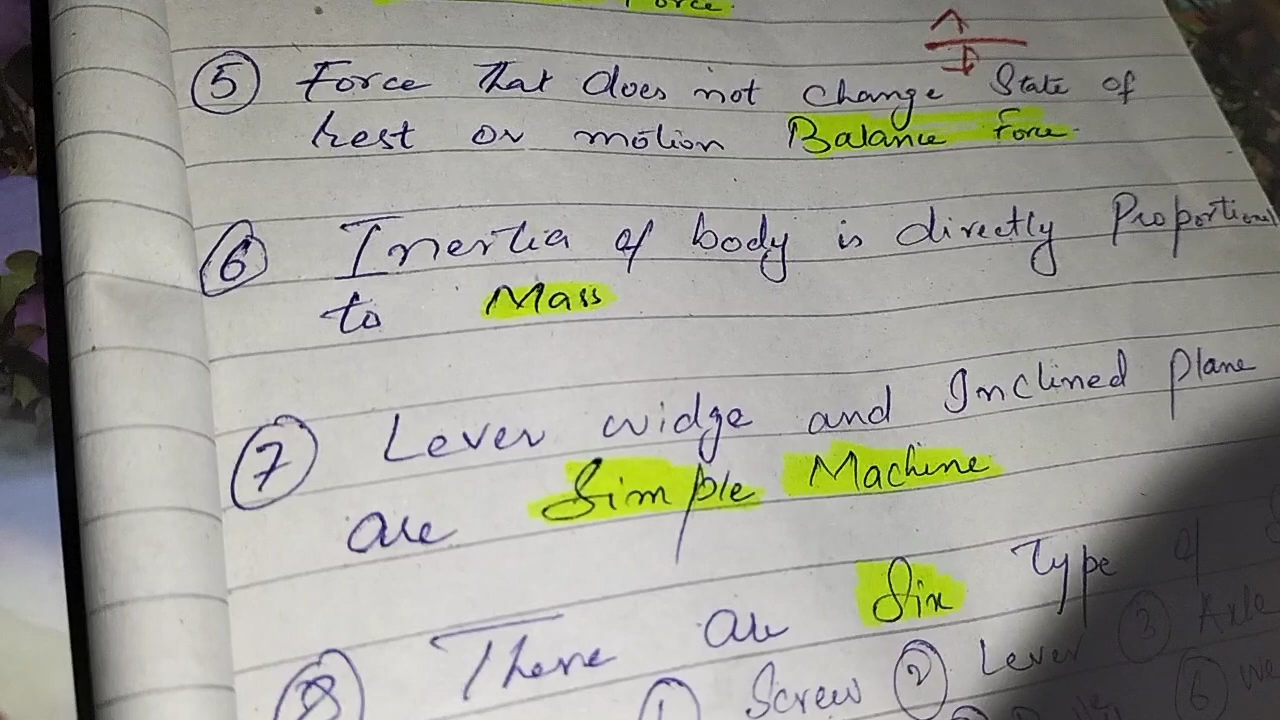 Force.
5 Force That does not change State of
rest or motion Balance Force.
6 Inertia of body is directly Proportional
to Mass
7 Lever widge and Inclined plane
are Simple Machine
8 There are Six Type of
1 Screw 2 Lever 3 Axle
6